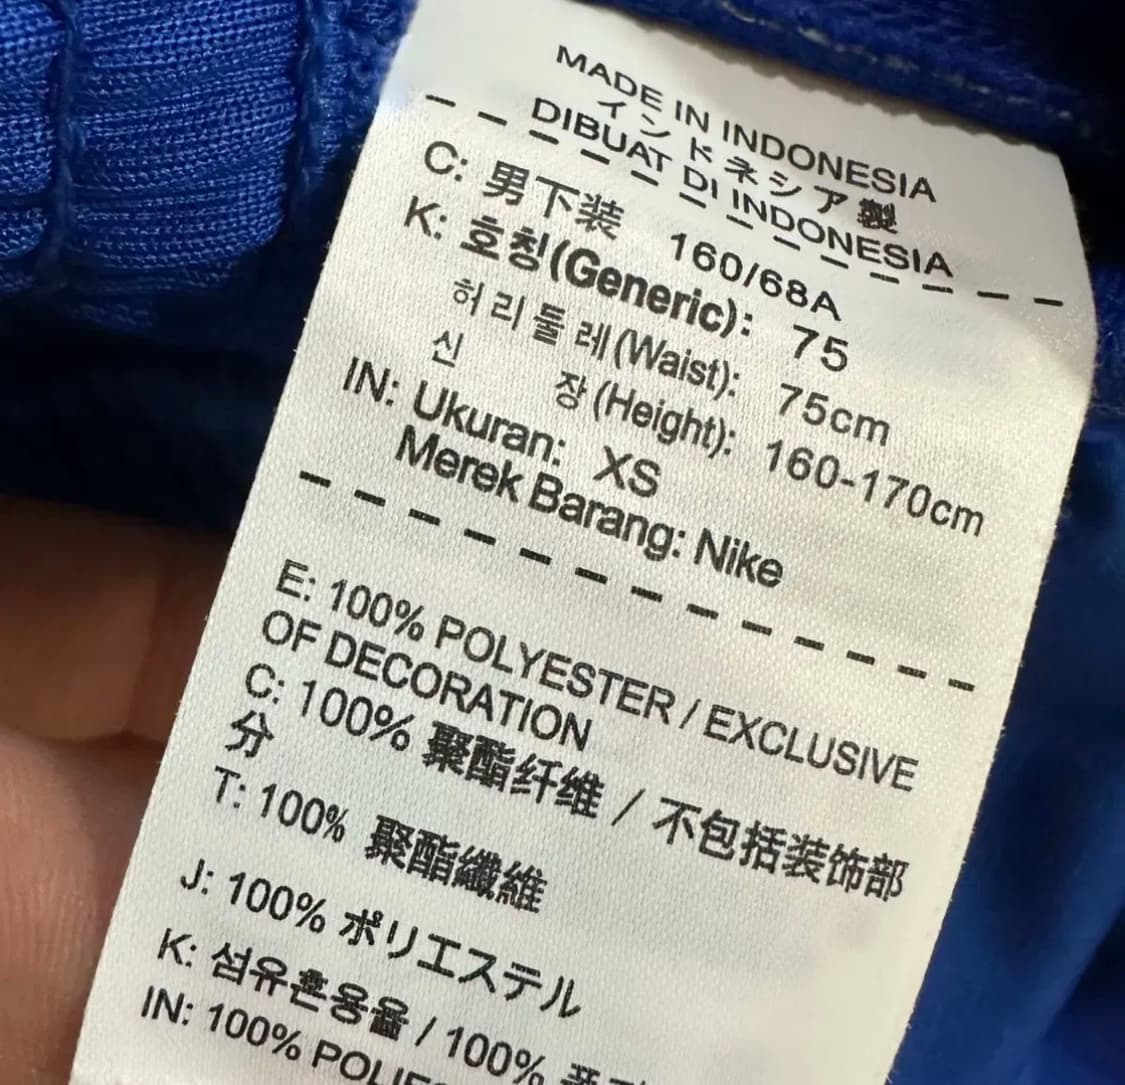 MADE IN INDONESIA
インドネシア製
DIBUAT DI INDONESIA
C: 男下装 160/68A
K: 호칭(Generic): 75
허리둘레(Waist): 75cm
신 장(Height): 160-170cm
IN: Ukuran: XS
Merek Barang: Nike
E: 100% POLYESTER / EXCLUSIVE
OF DECORATION
C: 100% 聚酯纤维 / 不包括装饰部
分
T: 100% 聚酯纖維
J: 100% ポリエステル
K: 섬유혼용율 / 100%
IN: 100%